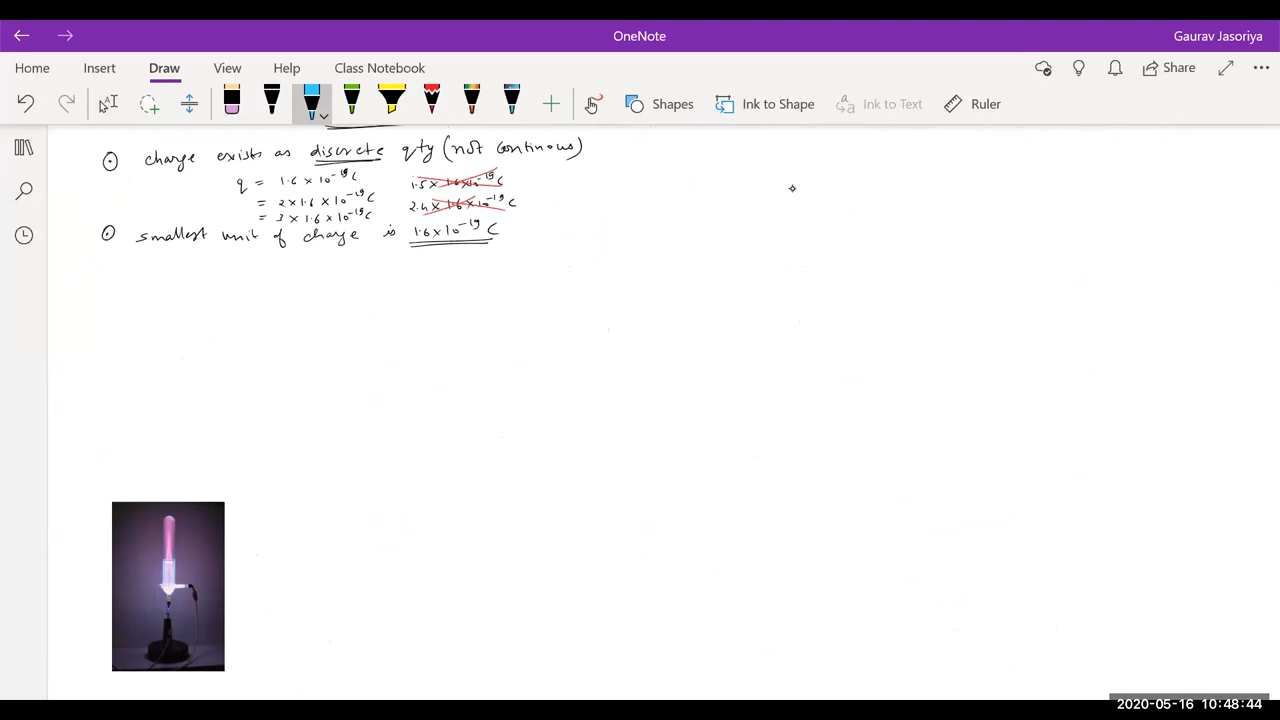 OneNote
Gaurav Jasoriya
Home Insert Draw View Help Class Notebook
Share
Shapes Ink to Shape Ink to Text Ruler
charge exists as discrete qty (not continous)
q = 1.6 × 10⁻¹⁹ C 1.5 × 1.6 × 10⁻¹⁹ C
= 2 × 1.6 × 10⁻¹⁹ C 2.4 × 1.6 × 10⁻¹⁹ C
= 3 × 1.6 × 10⁻¹⁹ C
smallest unit of charge is 1.6 × 10⁻¹⁹ C
2020-05-16 10:48:44